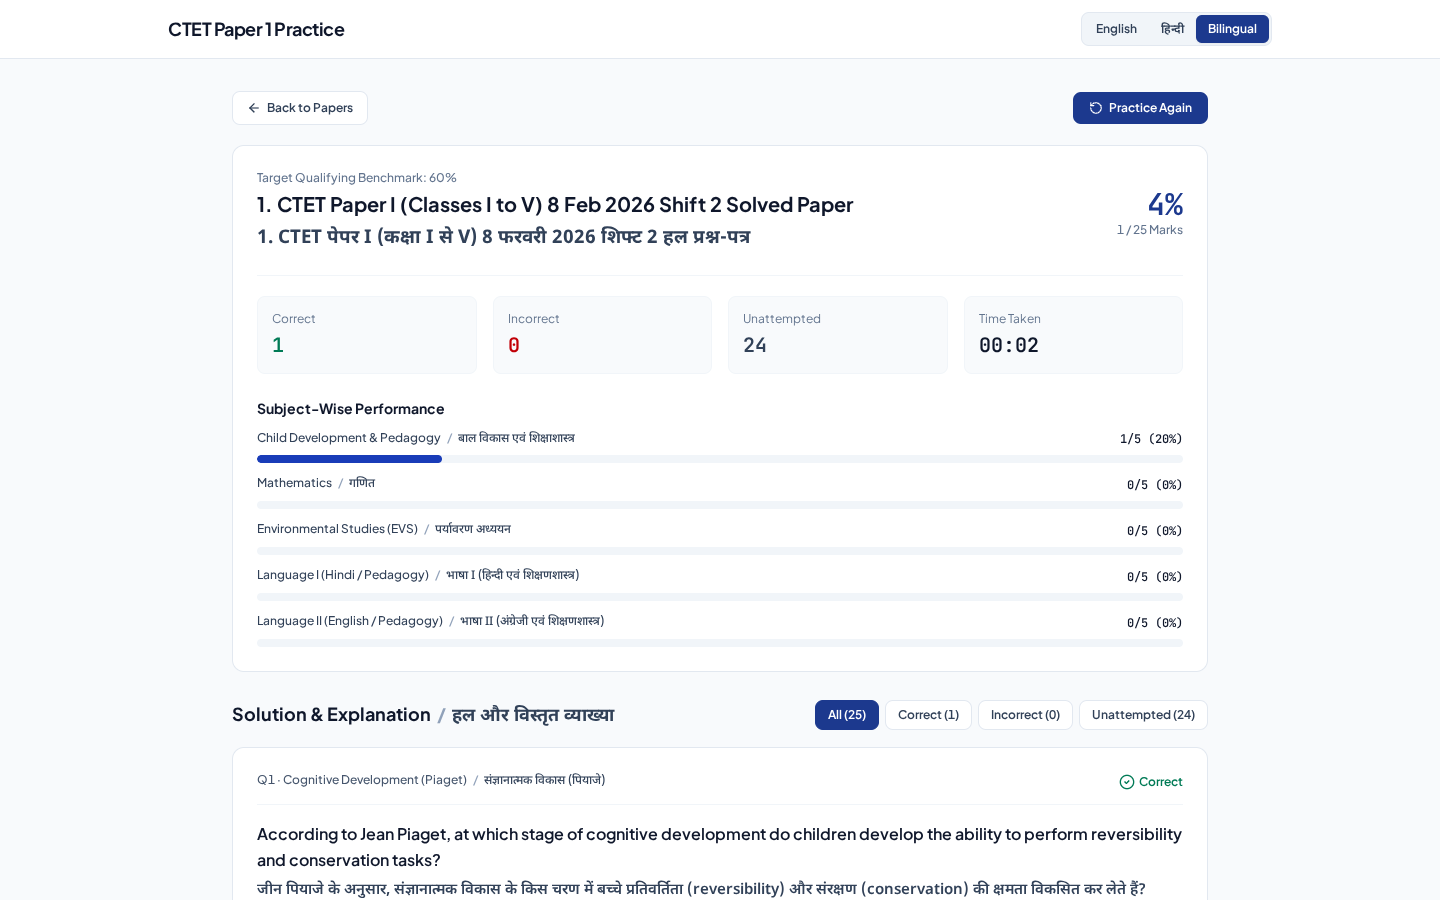 CTET Paper 1 Practice
English हिन्दी Bilingual
Back to Papers
Practice Again
Target Qualifying Benchmark: 60%
1. CTET Paper I (Classes I to V) 8 Feb 2026 Shift 2 Solved Paper
1. CTET पेपर I (कक्षा I से V) 8 फरवरी 2026 शिफ्ट 2 हल प्रश्न-पत्र
4%
1 / 25 Marks
Correct
1
Incorrect
0
Unattempted
24
Time Taken
00:02
Subject-Wise Performance
Child Development & Pedagogy / बाल विकास एवं शिक्षाशास्त्र 1/5 (20%)
Mathematics / गणित 0/5 (0%)
Environmental Studies (EVS) / पर्यावरण अध्ययन 0/5 (0%)
Language I (Hindi / Pedagogy) / भाषा I (हिन्दी एवं शिक्षणशास्त्र) 0/5 (0%)
Language II (English / Pedagogy) / भाषा II (अंग्रेजी एवं शिक्षणशास्त्र) 0/5 (0%)
Solution & Explanation / हल और विस्तृत व्याख्या
All (25) Correct (1) Incorrect (0) Unattempted (24)
Q1 · Cognitive Development (Piaget) / संज्ञानात्मक विकास (पियाजे)
Correct
According to Jean Piaget, at which stage of cognitive development do children develop the ability to perform reversibility
and conservation tasks?
जीन पियाजे के अनुसार, संज्ञानात्मक विकास के किस चरण में बच्चे प्रतिवर्तिता (reversibility) और संरक्षण (conservation) की क्षमता विकसित कर लेते हैं?